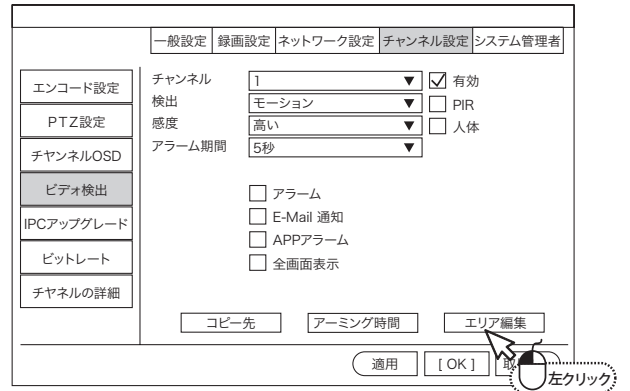 一般設定 録画設定 ネットワーク設定 チャンネル設定 システム管理者
エンコード設定
PTZ設定
チヤンネルOSD
ビデォ検出
IPCアップグレード
ビットレート
チヤネルの詳細
チャンネル 1 ▼ 有効
検出 モーション ▼ PIR
感度 高い ▼ 人体
アラーム期間 5秒 ▼
アラーム
E-Mail 通知
APPアラーム
全画面表示
コピー先 アーミング時間 エリア編集
適用 [ OK ] 取
左クリック